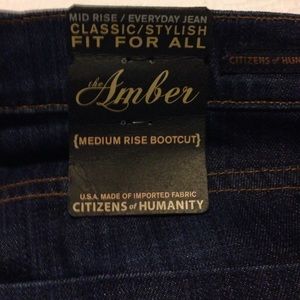 MID RISE / EVERYDAY JEAN
CLASSIC/STYLISH
FIT FOR ALL
the Amber
{MEDIUM RISE BOOTCUT}
U.S.A. MADE OF IMPORTED FABRIC
CITIZENS of HUMANITY
CITIZENS of HUM